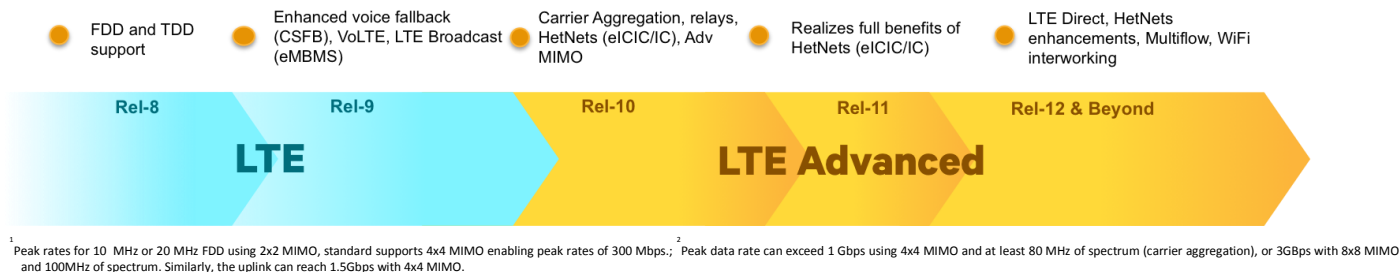 FDD and TDD
support
Enhanced voice fallback
(CSFB), VoLTE, LTE Broadcast
(eMBMS)
Carrier Aggregation, relays,
HetNets (eICIC/IC), Adv
MIMO
Realizes full benefits of
HetNets (eICIC/IC)
LTE Direct, HetNets
enhancements, Multiflow, WiFi
interworking
Rel-8
Rel-9
Rel-10
Rel-11
Rel-12 & Beyond
LTE
LTE Advanced
1 Peak rates for 10 MHz or 20 MHz FDD using 2x2 MIMO, standard supports 4x4 MIMO enabling peak rates of 300 Mbps.; 2 Peak data rate can exceed 1 Gbps using 4x4 MIMO and at least 80 MHz of spectrum (carrier aggregation), or 3GBps with 8x8 MIMO
and 100MHz of spectrum. Similarly, the uplink can reach 1.5Gbps with 4x4 MIMO.